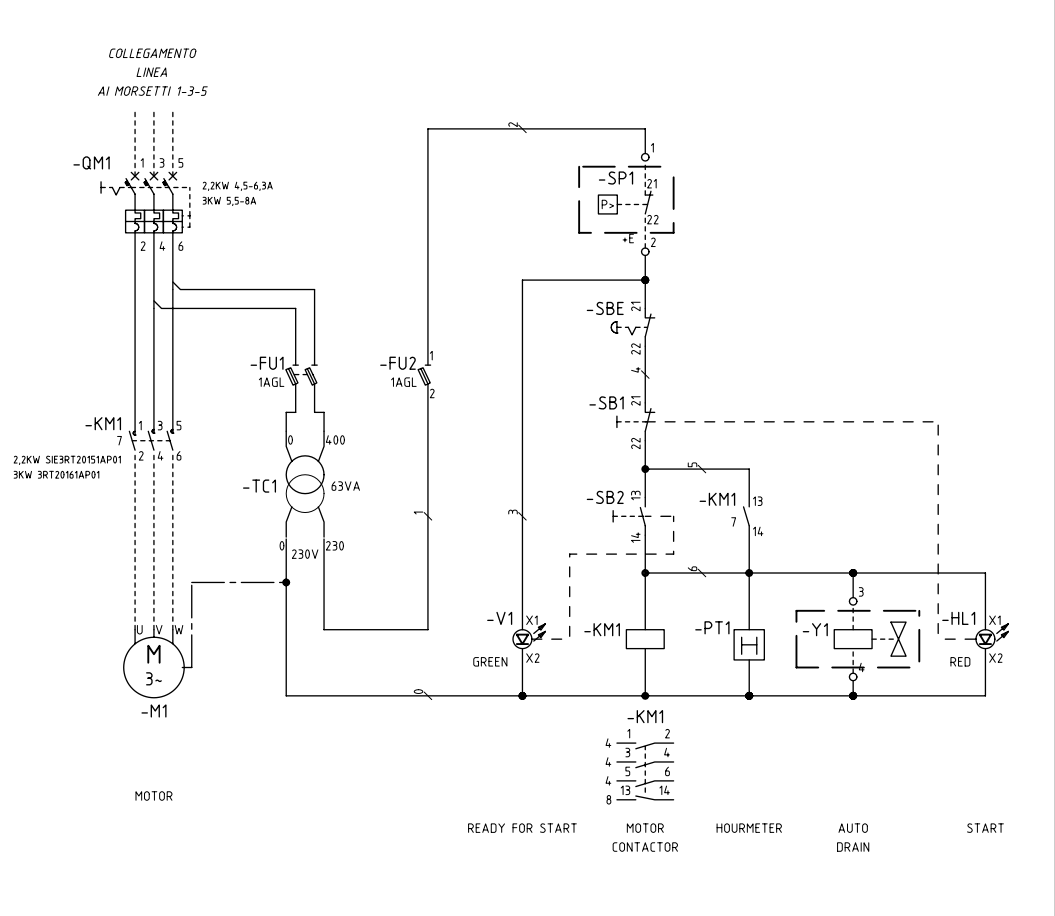 COLLEGAMENTO
LINEA
AI MORSETTI 1-3-5
-QM1
1 3 5
2,2KW 4,5-6,3A
3KW 5,5-8A
2 4 6
-FU1
1AGL
-KM1
7
1 3 5
2 4 6
2,2KW SIE3RT20151AP01
3KW 3RT20161AP01
0 400
-TC1
63VA
0 230V 230
U V W
M
3~
-M1
MOTOR
2
-FU2
1AGL
1
2
1
1
-SP1
21
P>
22
+E
2
-SBE
21
22
4
-SB1
21
22
5
-SB2
13
14
-KM1
13
7
14
3
6
-V1
X1
X2
GREEN
-KM1
-PT1
H
3
-Y1
4
-HL1
X1
X2
RED
0
-KM1
4 1 2
4 3 4
4 5 6
8 13 14
READY FOR START
MOTOR
CONTACTOR
HOURMETER
AUTO
DRAIN
START